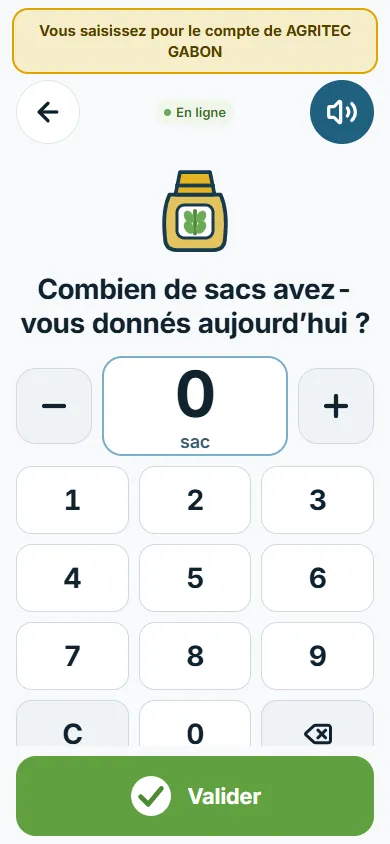 Vous saisissez pour le compte de AGRITEC
GABON
En ligne
Combien de sacs avez-
vous donnés aujourd’hui ?
0
sac
1 2 3
4 5 6
7 8 9
C 0
Valider